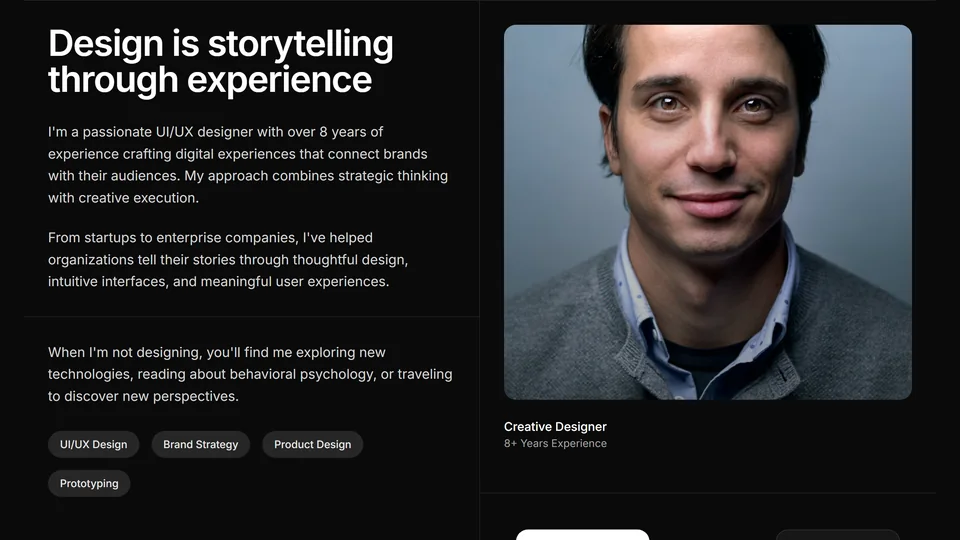 Design is storytelling
through experience
I'm a passionate UI/UX designer with over 8 years of
experience crafting digital experiences that connect brands
with their audiences. My approach combines strategic thinking
with creative execution.
From startups to enterprise companies, I've helped
organizations tell their stories through thoughtful design,
intuitive interfaces, and meaningful user experiences.
When I'm not designing, you'll find me exploring new
technologies, reading about behavioral psychology, or traveling
to discover new perspectives.
UI/UX Design
Brand Strategy
Product Design
Prototyping
Creative Designer
8+ Years Experience